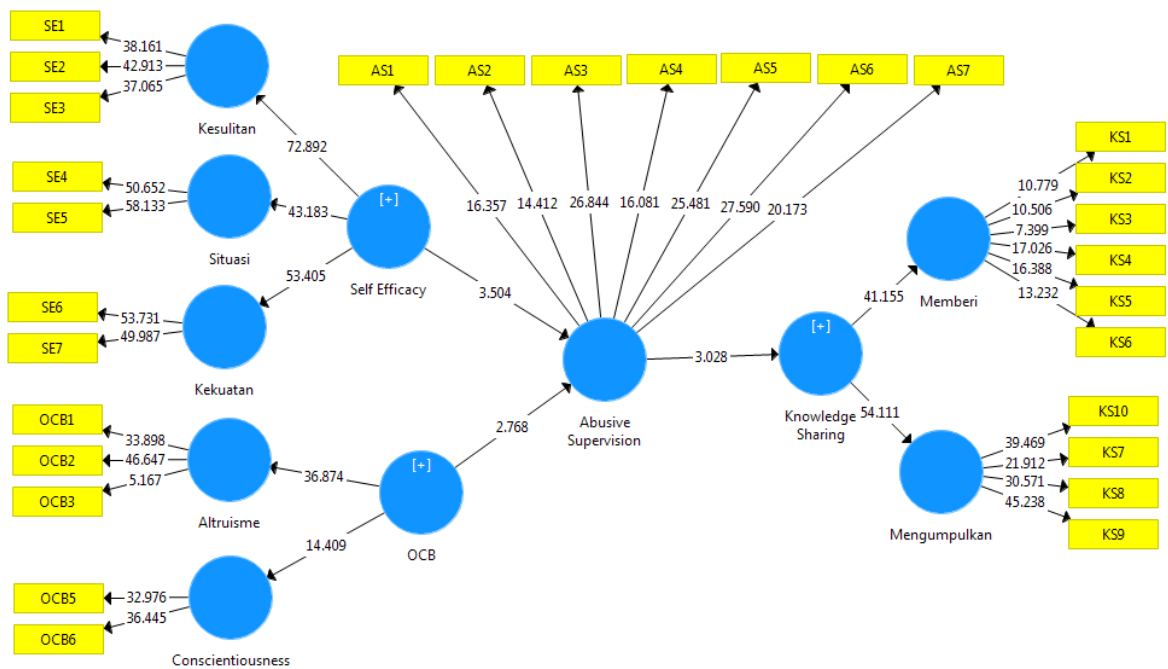 SE1
38.161
SE2
42.913
SE3
37.065
Kesulitan
72.892
SE4
50.652
SE5
58.133
Situasi
43.183
[+]
Self Efficacy
53.405
SE6
53.731
SE7
49.987
Kekuatan
3.504
AS1
AS2
AS3
AS4
AS5
AS6
AS7
16.357
14.412
26.844
16.081
25.481
27.590
20.173
Abusive
Supervision
OCB1
33.898
OCB2
46.647
OCB3
5.167
Altruisme
36.874
[+]
OCB
2.768
14.409
OCB5
32.976
OCB6
36.445
Conscientiousness
3.028
[+]
Knowledge
Sharing
41.155
Memberi
KS1
10.779
KS2
10.506
KS3
7.399
KS4
17.026
KS5
16.388
KS6
13.232
54.111
Mengumpulkan
KS10
39.469
KS7
21.912
KS8
30.571
KS9
45.238